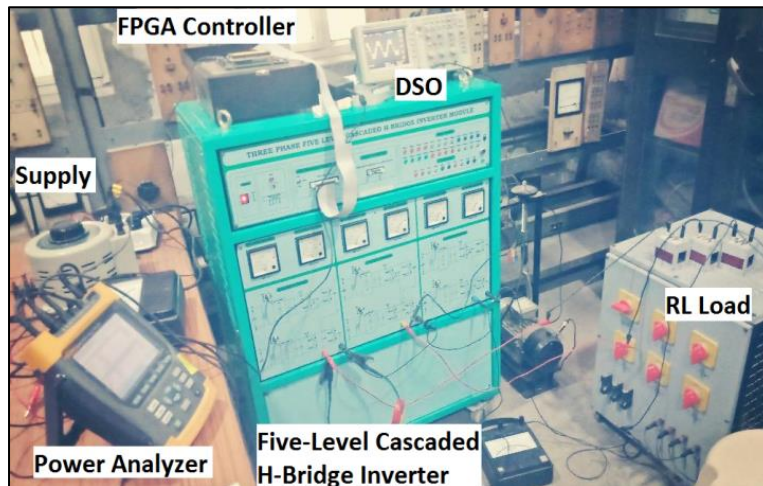 FPGA Controller
DSO
THREE PHASE FIVE LEVEL CASCADED H-BRIDGE INVERTER MODULE
Supply
RL Load
Power Analyzer
Five-Level Cascaded
H-Bridge Inverter